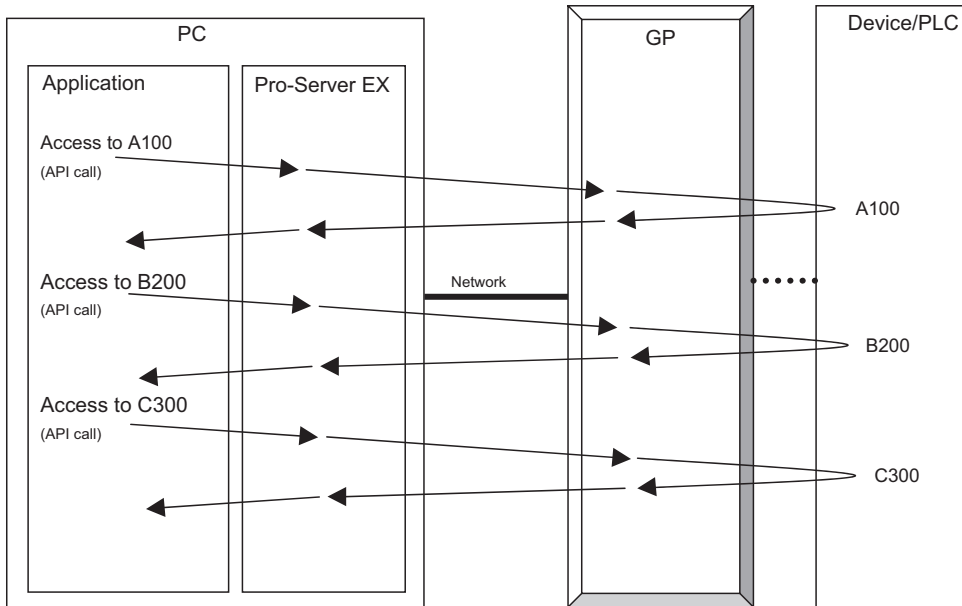 PC
GP
Device/PLC
Application
Pro-Server EX
Access to A100
(API call)
A100
Access to B200
(API call)
Network
B200
Access to C300
(API call)
C300